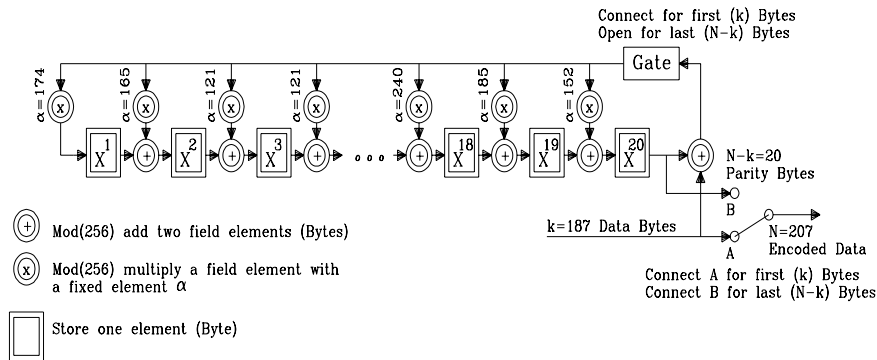 Connect for first (k) Bytes
Open for last (N-k) Bytes
Gate
α=174
α=165
α=121
α=121
α=240
α=185
α=152
x x x x x x x
X1 + X2 + X3 + o o o + X18 + X19 + X20 +
N-k=20
Parity Bytes
B
k=187 Data Bytes
A
N=207
Encoded Data
Connect A for first (k) Bytes
Connect B for last (N-k) Bytes
+ Mod(256) add two field elements (Bytes)
x Mod(256) multiply a field element with
a fixed element α
Store one element (Byte)